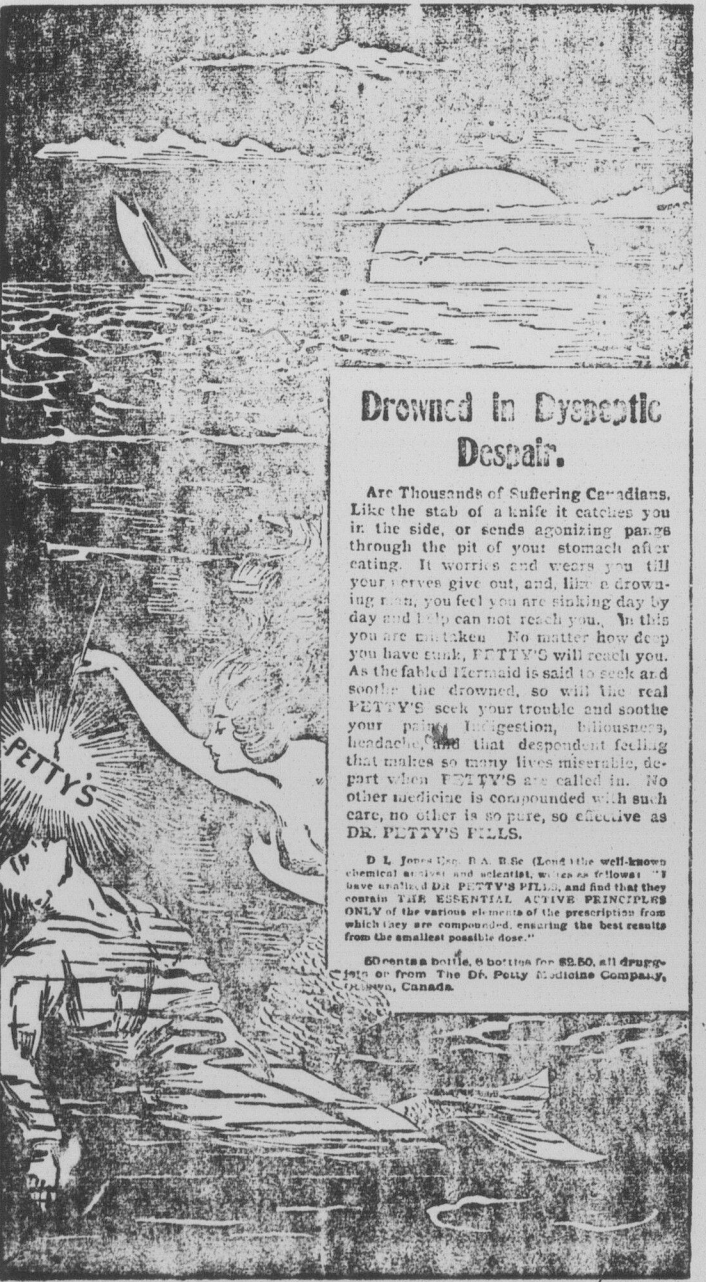 PETTY'S
Drowned in Dyspeptic
Despair.
Are Thousands of Suffering Canadians.
Like the stab of a knife it catches you
in the side, or sends agonizing pangs
through the pit of your stomach after
eating. It worries and wears you till
your nerves give out, and, like a drown-
ing man, you feel you are sinking day by
day and help can not reach you., In this
you are mistaken No matter how deep
you have sunk, PETTY'S will reach you.
As the fabled Mermaid is said to seek and
soothe the drowned, so will the real
PETTY'S seek your trouble and soothe
your pains, Indigestion, biliousness,
headache, and that despondent feeling
that makes so many lives miserable, de-
part when PETTY'S are called in. No
other medicine is compounded with such
care, no other is so pure, so effective as
DR. PETTY'S PILLS.
D L Jones Esq. B A. B Sc (Lond) the well-known
chemical analyst and scientist, writes as follows: "I
have analized DR PETTY'S PILLS, and find that they
contain THE ESSENTIAL ACTIVE PRINCIPLES
ONLY of the various elements of the prescription from
which they are compounded, ensuring the best results
from the smallest possible dose."
50 cents a bottle, 6 bottles for $2.50, all drugg-
ists or from The Dr. Petty Medicine Company,
Ottawa, Canada